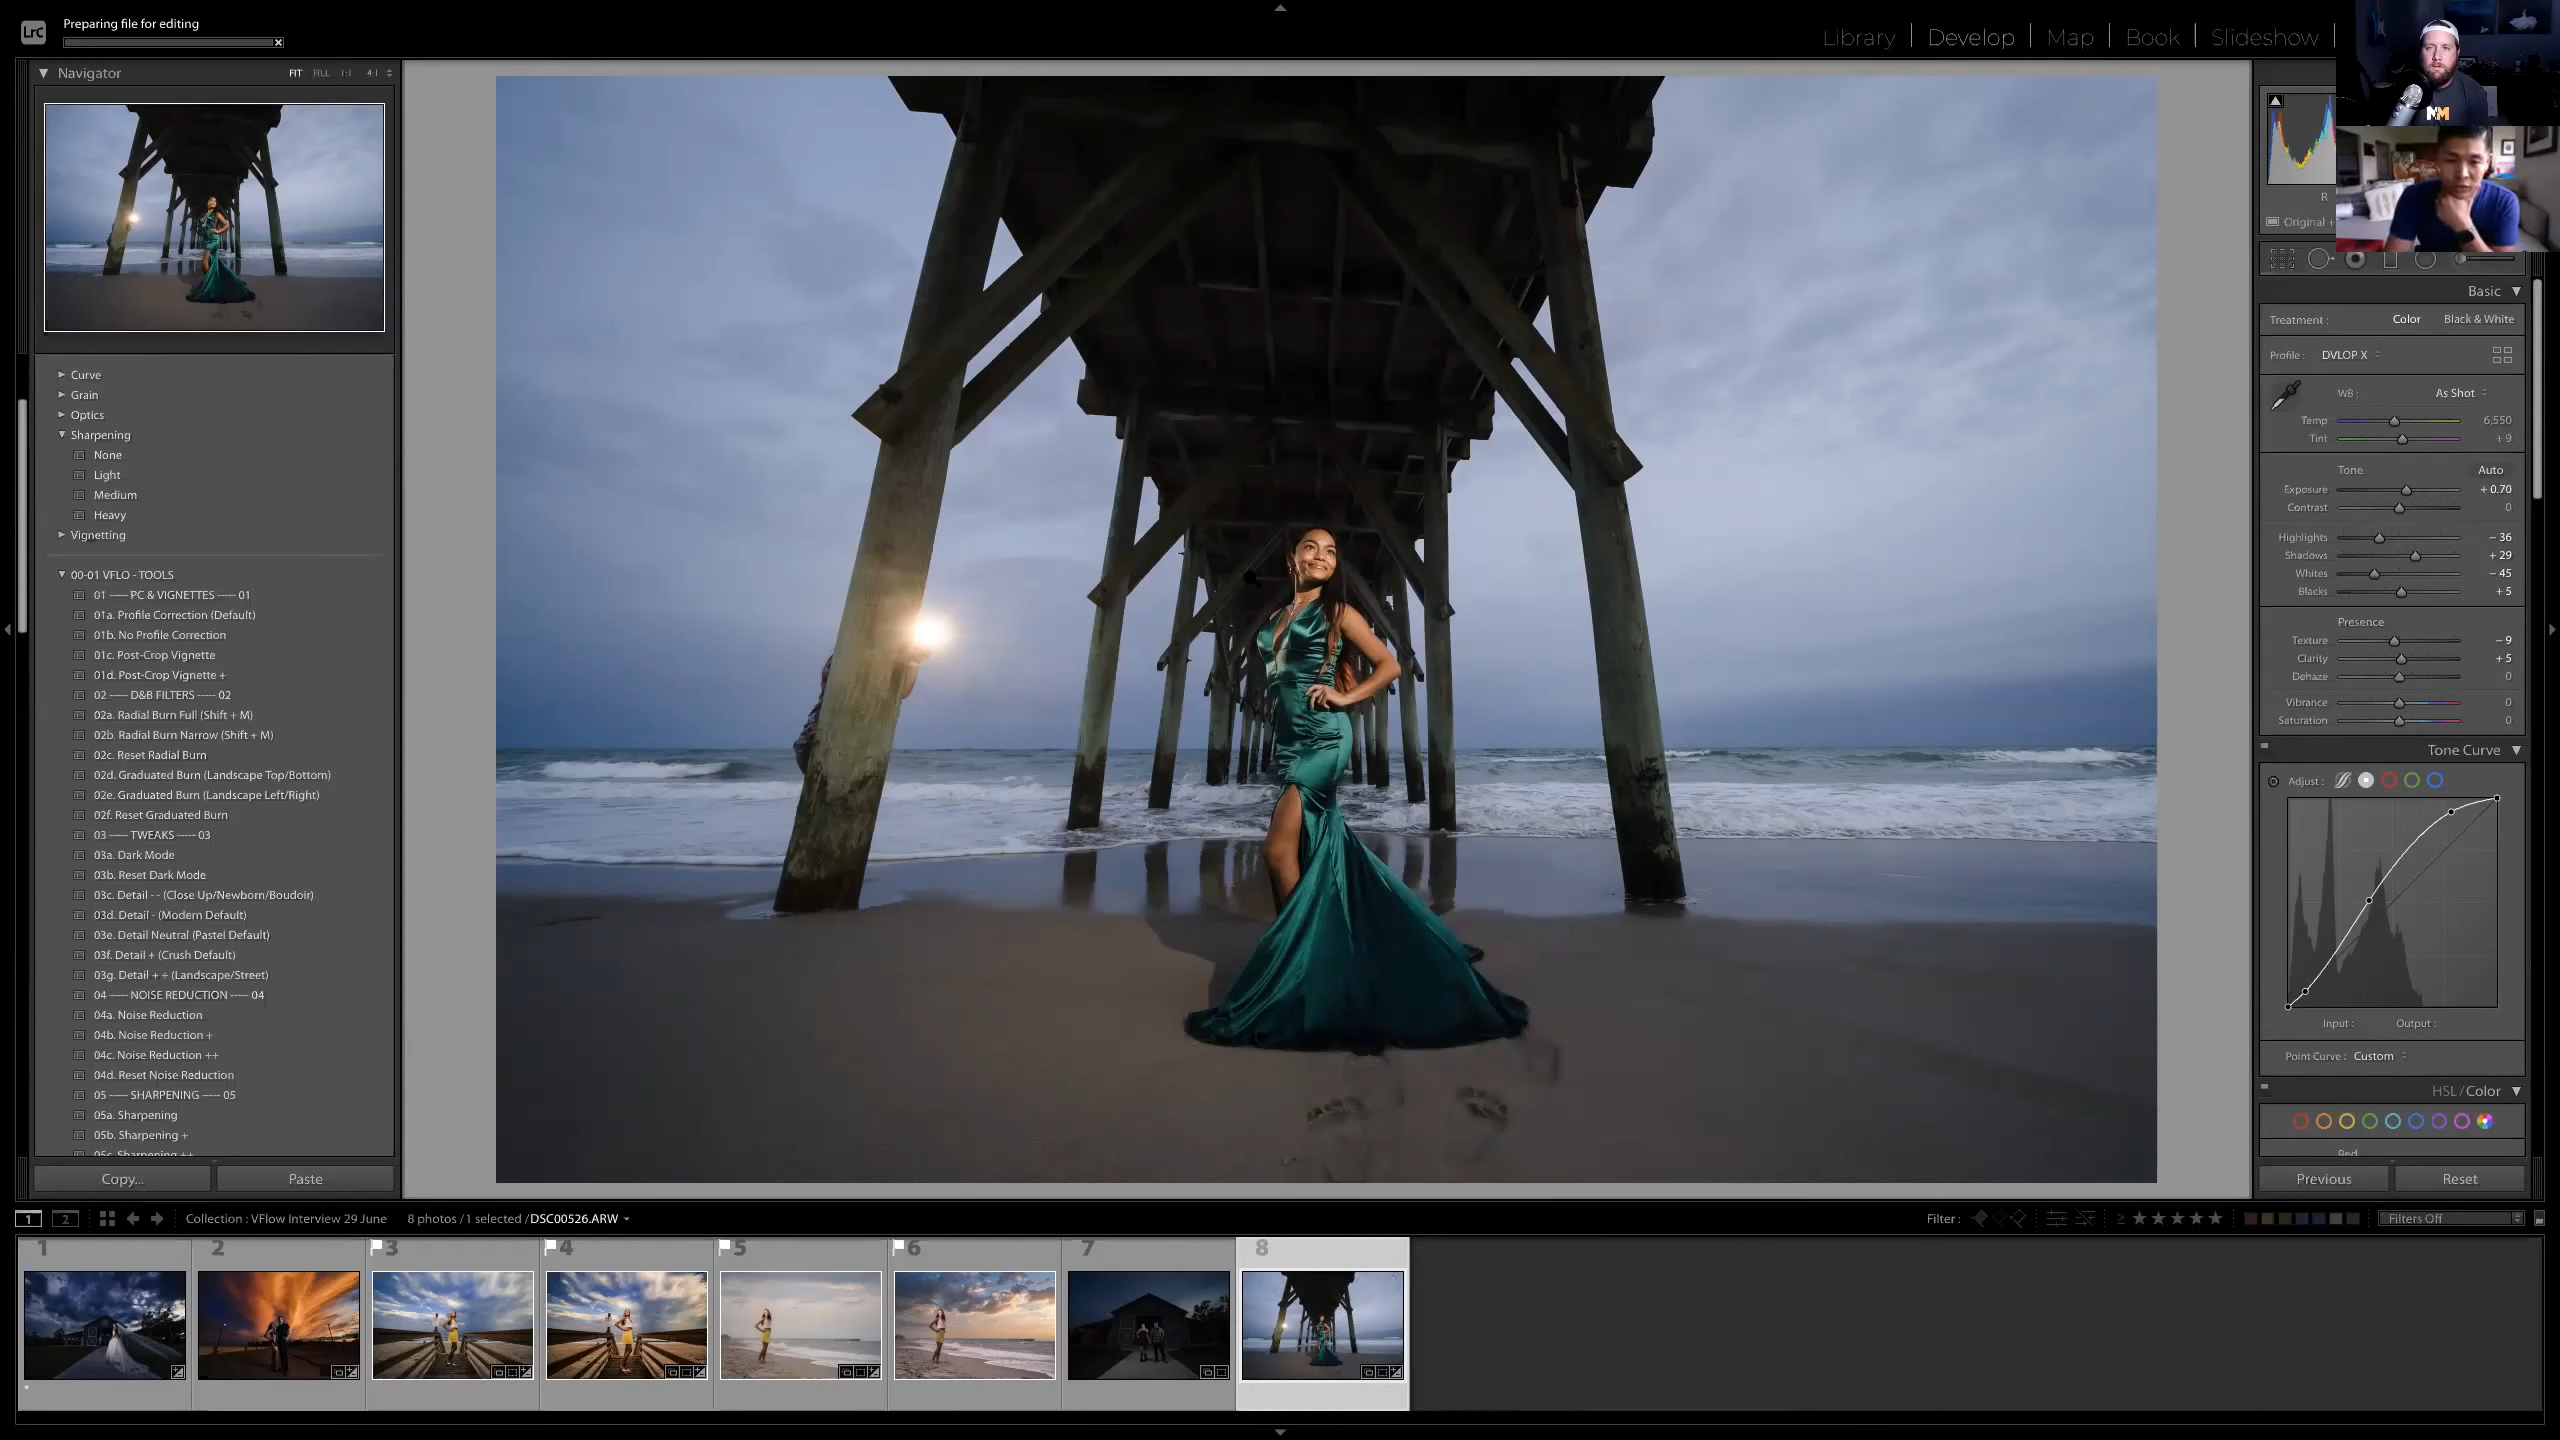 LrC
Preparing file for editing
Library | Develop | Map | Book | Slideshow |
Navigator FIT FILL 1:1 4:1
Curve
Grain
Optics
Sharpening
None
Light
Medium
Heavy
Vignetting
00-01 VFLO - TOOLS
01 ----- PC & VIGNETTES ----- 01
01a. Profile Correction (Default)
01b. No Profile Correction
01c. Post-Crop Vignette
01d. Post-Crop Vignette +
02 ----- D&B FILTERS ----- 02
02a. Radial Burn Full (Shift + M)
02b. Radial Burn Narrow (Shift + M)
02c. Reset Radial Burn
02d. Graduated Burn (Landscape Top/Bottom)
02e. Graduated Burn (Landscape Left/Right)
02f. Reset Graduated Burn
03 ----- TWEAKS ----- 03
03a. Dark Mode
03b. Reset Dark Mode
03c. Detail - - (Close Up/Newborn/Boudoir)
03d. Detail - (Modern Default)
03e. Detail Neutral (Pastel Default)
03f. Detail + (Crush Default)
03g. Detail + + (Landscape/Street)
04 ----- NOISE REDUCTION ----- 04
04a. Noise Reduction
04b. Noise Reduction +
04c. Noise Reduction ++
04d. Reset Noise Reduction
05 ----- SHARPENING ----- 05
05a. Sharpening
05b. Sharpening +
05c. Sharpening ++
Copy... Paste
MM
R
Original +
Basic
Treatment : Color Black & White
Profile : DVLOP X
WB : As Shot
Temp 6,550
Tint + 9
Tone Auto
Exposure + 0.70
Contrast 0
Highlights - 36
Shadows + 29
Whites - 45
Blacks + 5
Presence
Texture - 9
Clarity + 5
Dehaze 0
Vibrance 0
Saturation 0
Tone Curve
Adjust :
Input : Output :
Point Curve : Custom
HSL / Color
Red
Previous Reset
1 2 Collection : VFlow Interview 29 June 8 photos / 1 selected / DSC00526.ARW
Filter : ≥ ★★★★★ Filters Off
1 2 3 4 5 6 7 8